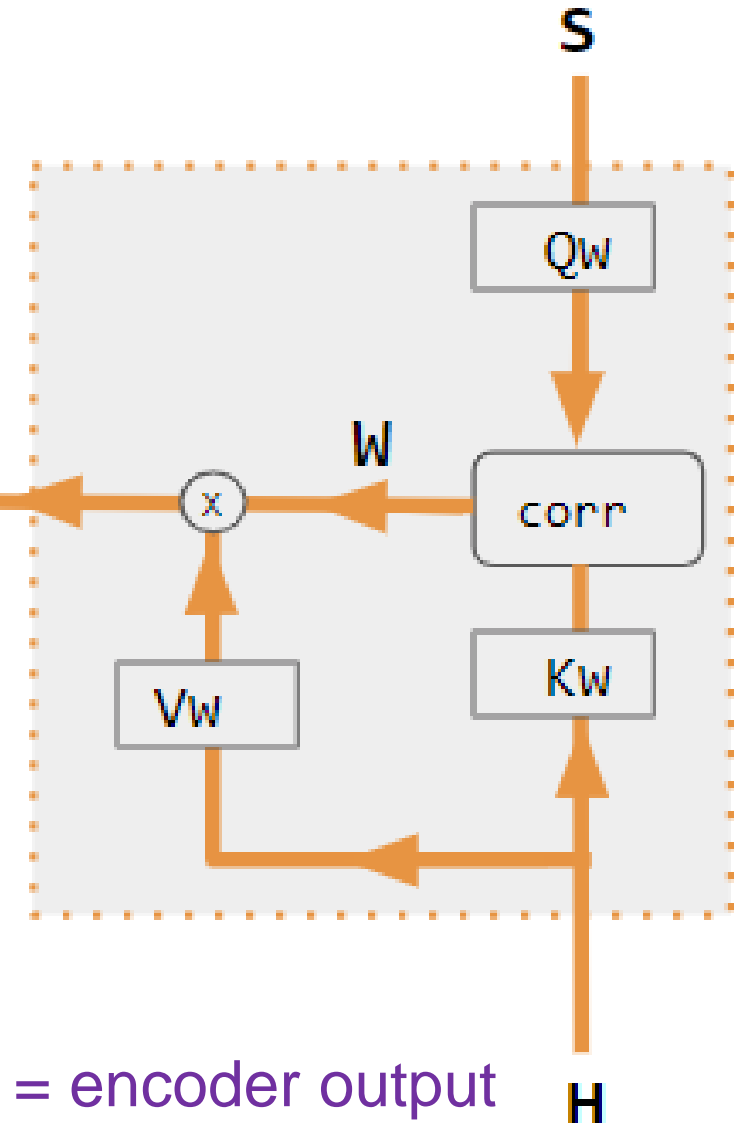 S
Qw
W
x
corr
Vw
Kw
= encoder output
H